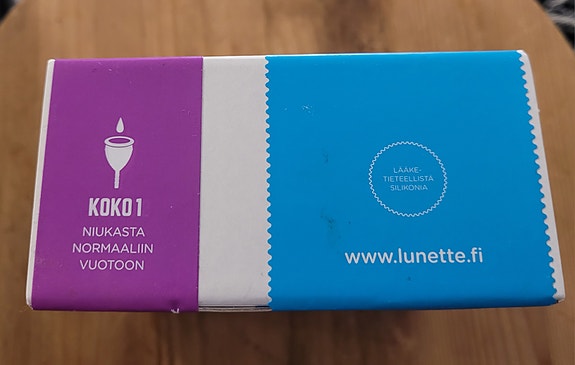 KOKO 1
NIUKASTA
NORMAALIIN
VUOTOON
LÄÄKE-
TIETEELLISTÄ
SILIKONIA
www.lunette.fi